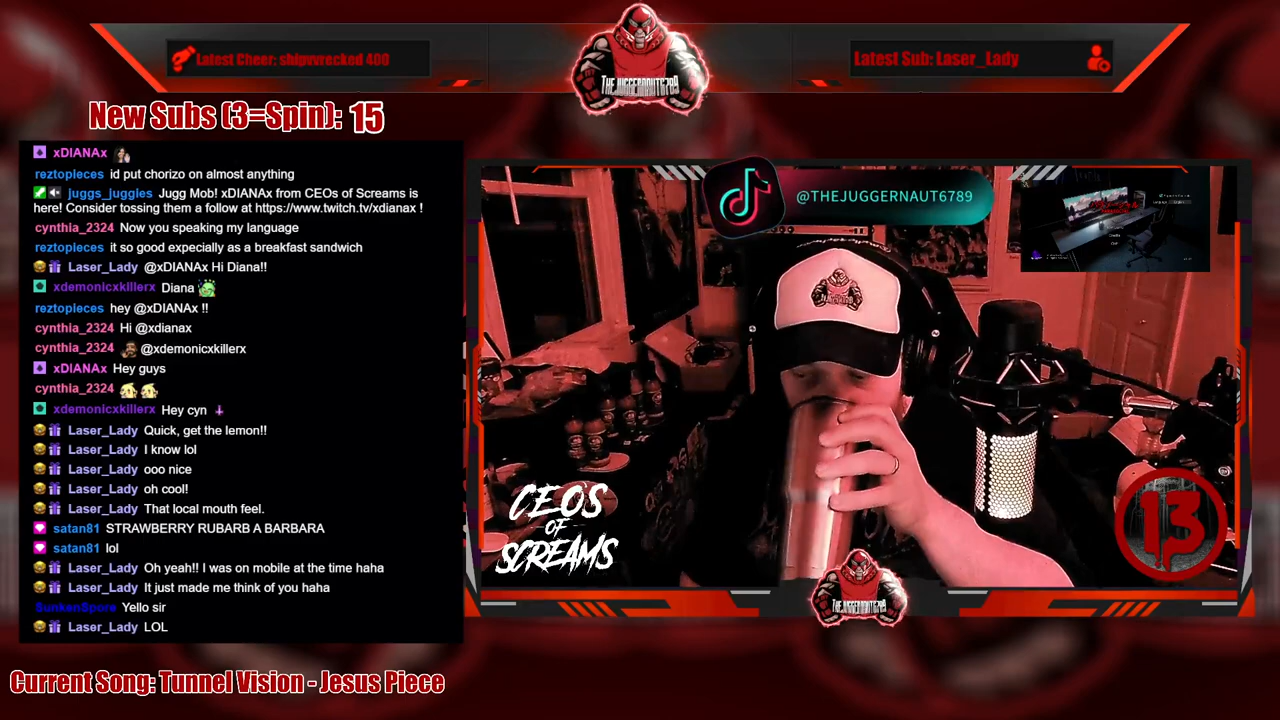 Latest Cheer: shipvvrecked 400
THEJUGGERNAUT6789
Latest Sub: Laser_Lady
New Subs (3=Spin): 15
xDIANAx
reztopieces id put chorizo on almost anything
juggs_juggies Jugg Mob! xDIANAx from CEOs of Screams is
here! Consider tossing them a follow at https://www.twitch.tv/xdianax !
cynthia_2324 Now you speaking my language
reztopieces it so good expecially as a breakfast sandwich
Laser_Lady @xDIANAx Hi Diana!!
xdemonicxkillerx Diana
reztopieces hey @xDIANAx !!
cynthia_2324 Hi @xdianax
cynthia_2324 @xdemonicxkillerx
xDIANAx Hey guys
cynthia_2324
xdemonicxkillerx Hey cyn
Laser_Lady Quick, get the lemon!!
Laser_Lady I know lol
Laser_Lady ooo nice
Laser_Lady oh cool!
Laser_Lady That local mouth feel.
satan81 STRAWBERRY RUBARB A BARBARA
satan81 lol
Laser_Lady Oh yeah!! I was on mobile at the time haha
Laser_Lady It just made me think of you haha
SunkenSpore Yello sir
Laser_Lady LOL
@THEJUGGERNAUT6789
CEOS
OF
SCREAMS
13
THEJUGGERNAUT6789
Current Song: Tunnel Vision - Jesus Piece